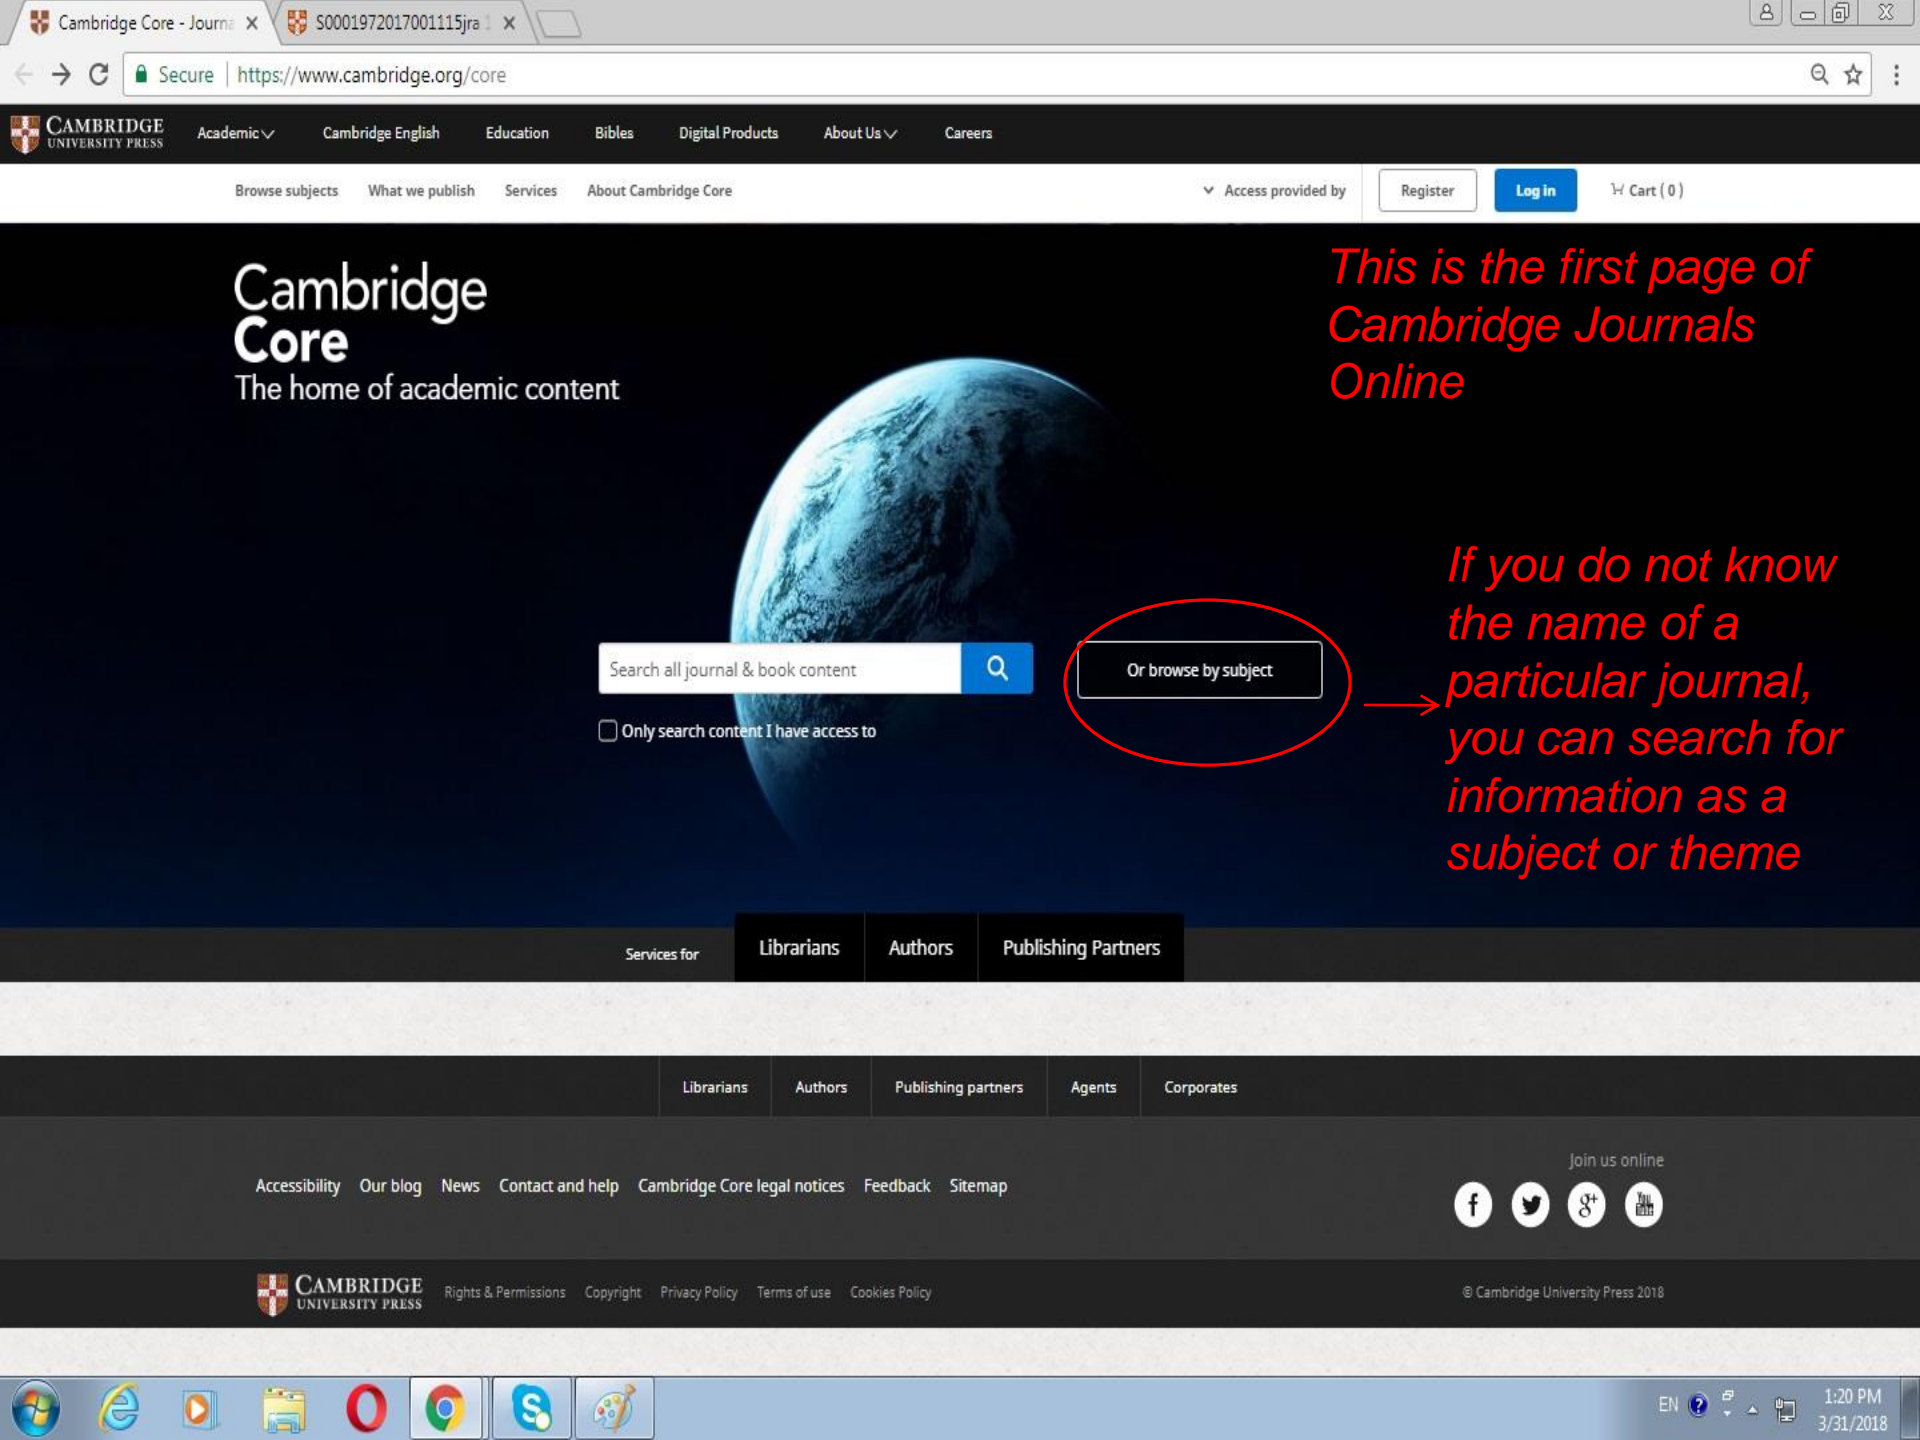 Cambridge Core - Journa
S0001972017001115jra 1
Secure | https://www.cambridge.org/core
CAMBRIDGE
UNIVERSITY PRESS
Academic
Cambridge English
Education
Bibles
Digital Products
About Us
Careers
Browse subjects
What we publish
Services
About Cambridge Core
Access provided by
Register
Log in
Cart ( 0 )
Cambridge
Core
The home of academic content
This is the first page of
Cambridge Journals
Online
If you do not know
the name of a
particular journal,
you can search for
information as a
subject or theme
Search all journal & book content
Or browse by subject
Only search content I have access to
Services for
Librarians
Authors
Publishing Partners
Librarians
Authors
Publishing partners
Agents
Corporates
Join us online
Accessibility
Our blog
News
Contact and help
Cambridge Core legal notices
Feedback
Sitemap
f
g+
You
CAMBRIDGE
UNIVERSITY PRESS
Rights & Permissions
Copyright
Privacy Policy
Terms of use
Cookies Policy
© Cambridge University Press 2018
EN
1:20 PM
3/31/2018